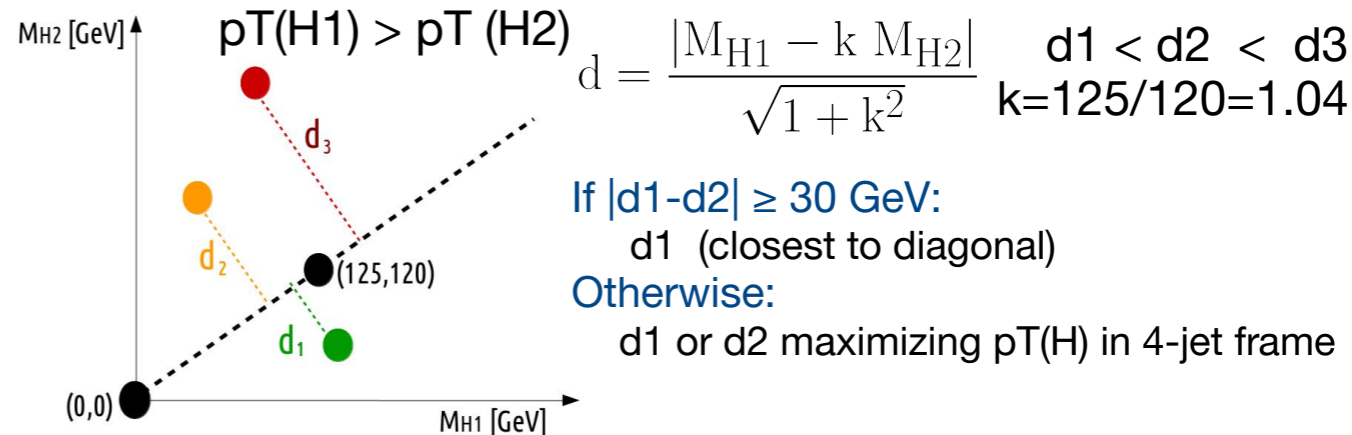 MH2 [GeV]
pT(H1) > pT (H2)
d = |MH1 − k MH2| / √1 + k²
d1 < d2 < d3
k=125/120=1.04
d₃
d₂
(125,120)
d₁
(0,0)
MH1 [GeV]
If |d1-d2| ≥ 30 GeV:
d1 (closest to diagonal)
Otherwise:
d1 or d2 maximizing pT(H) in 4-jet frame